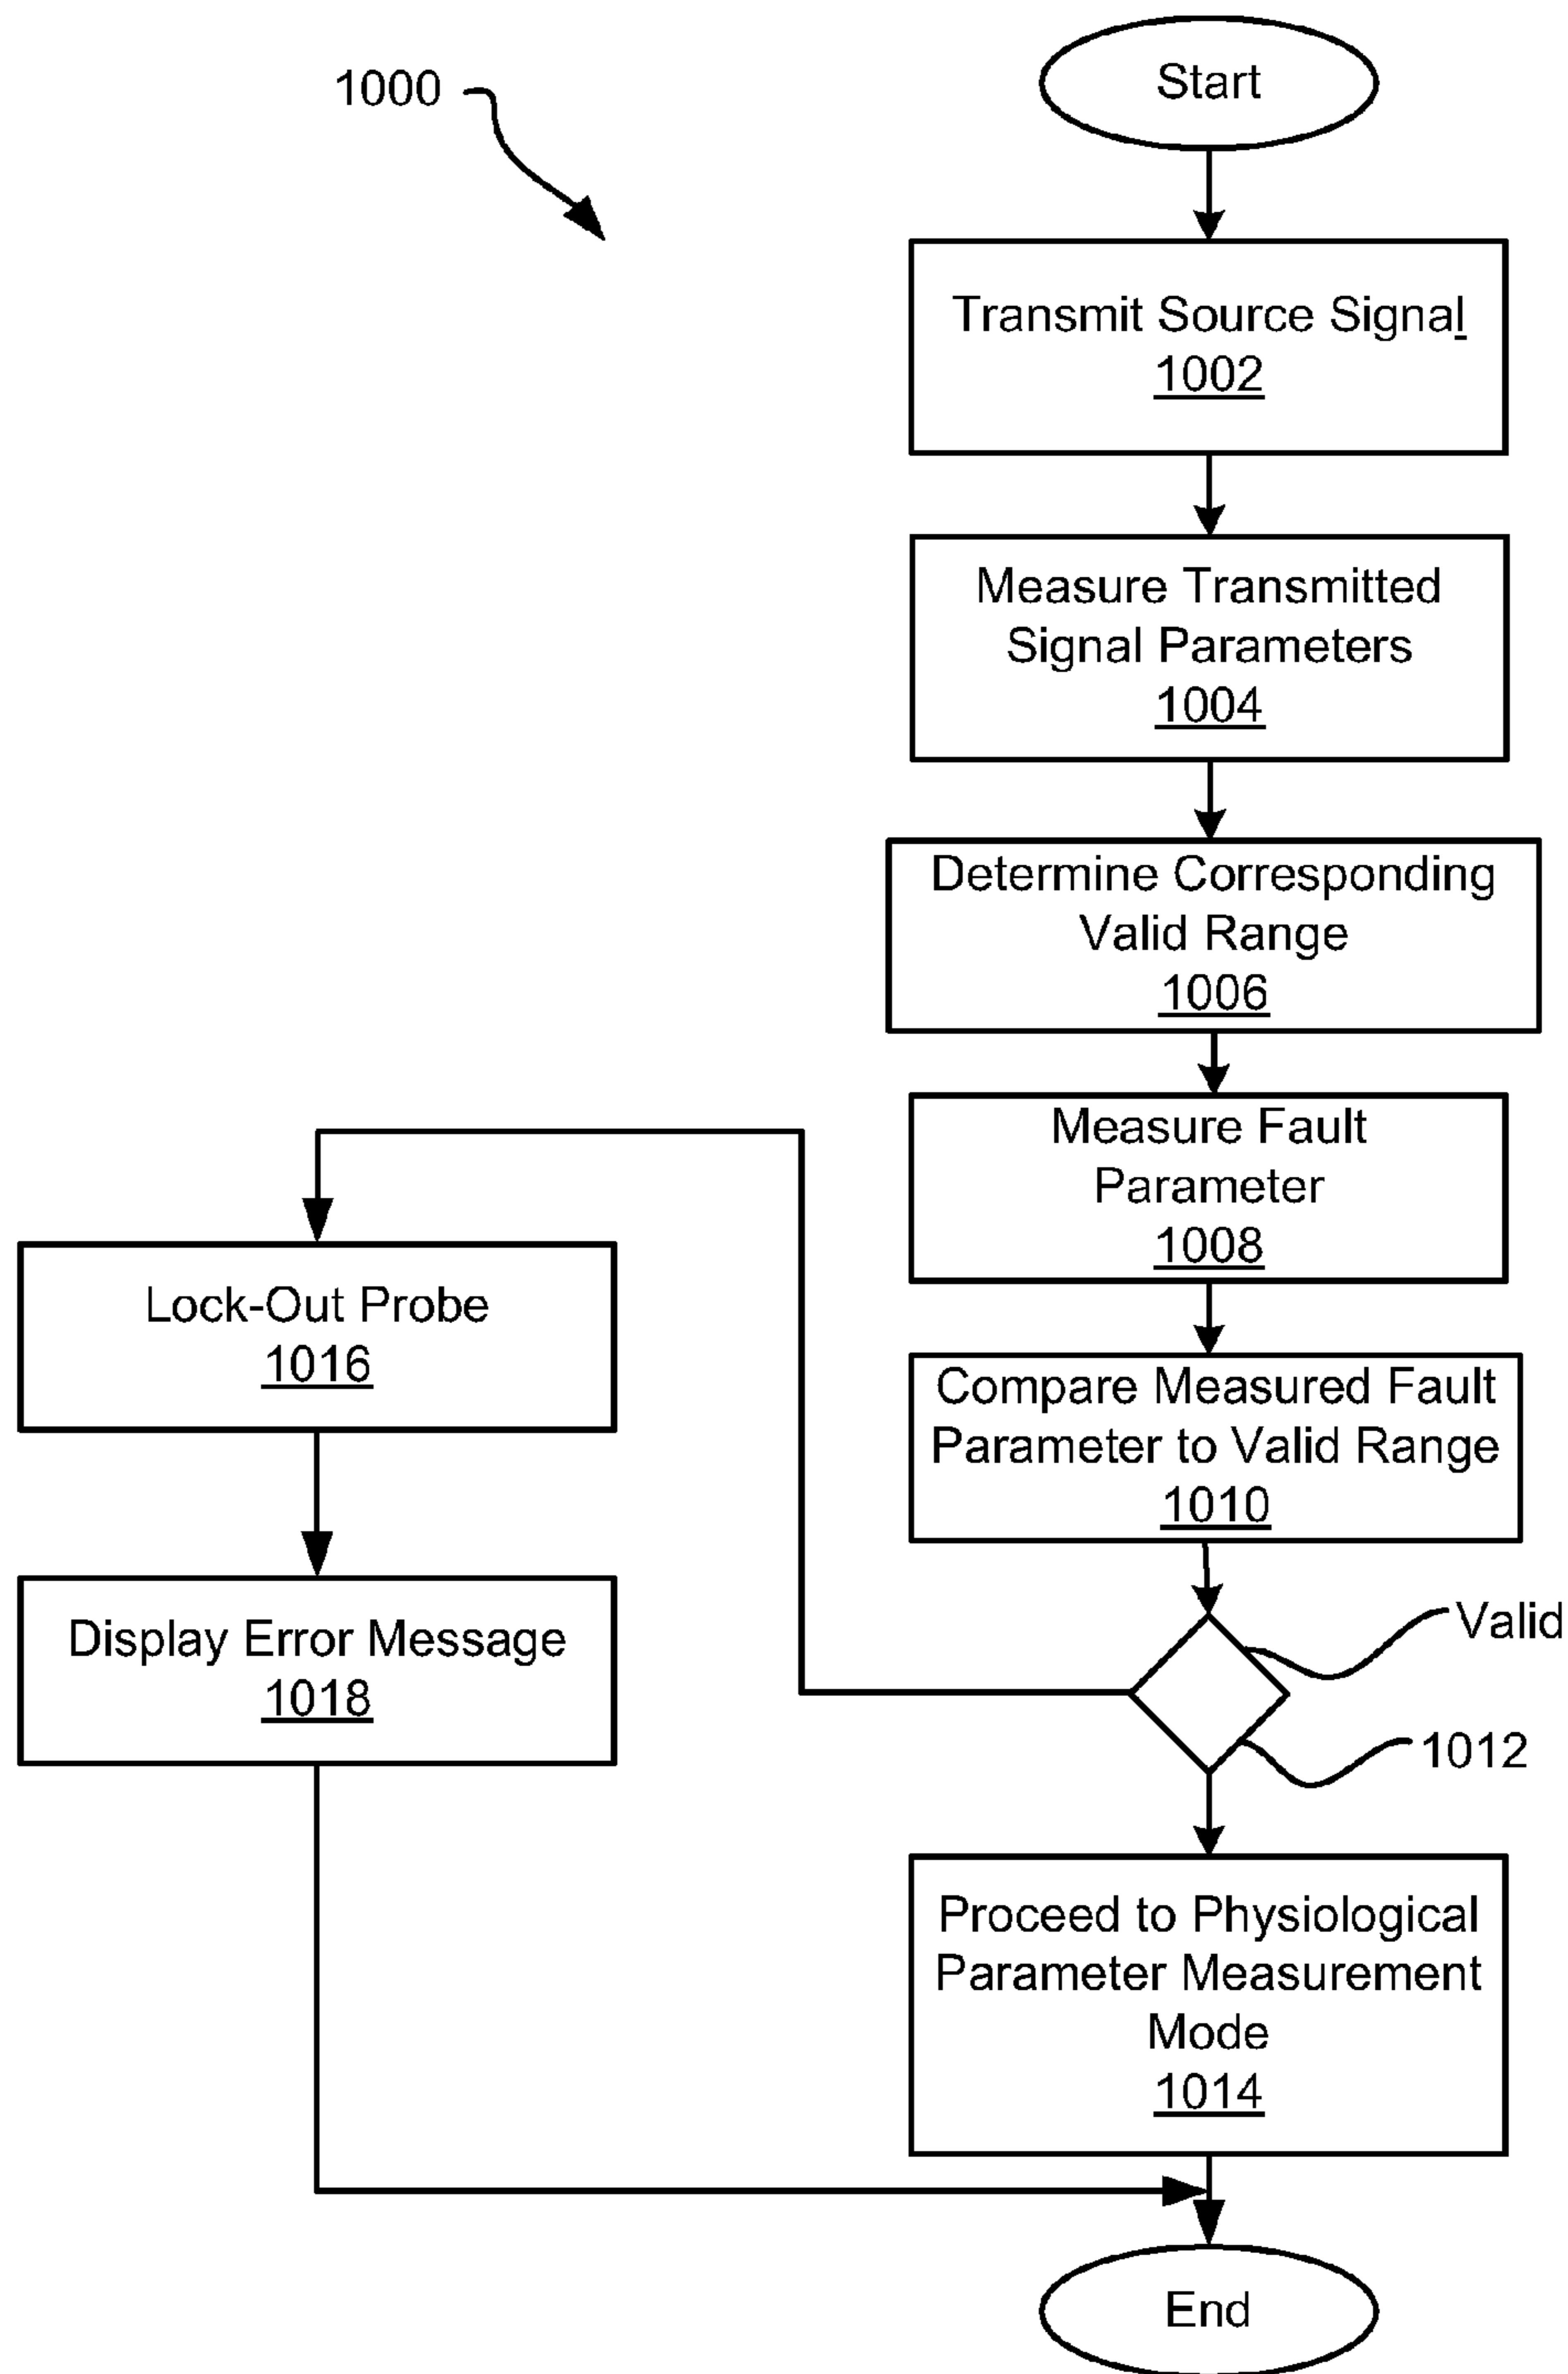 1000
Start
Transmit Source Signal
1002
Measure Transmitted
Signal Parameters
1004
Determine Corresponding
Valid Range
1006
Measure Fault
Parameter
1008
Compare Measured Fault
Parameter to Valid Range
1010
Valid
1012
Lock-Out Probe
1016
Display Error Message
1018
Proceed to Physiological
Parameter Measurement
Mode
1014
End